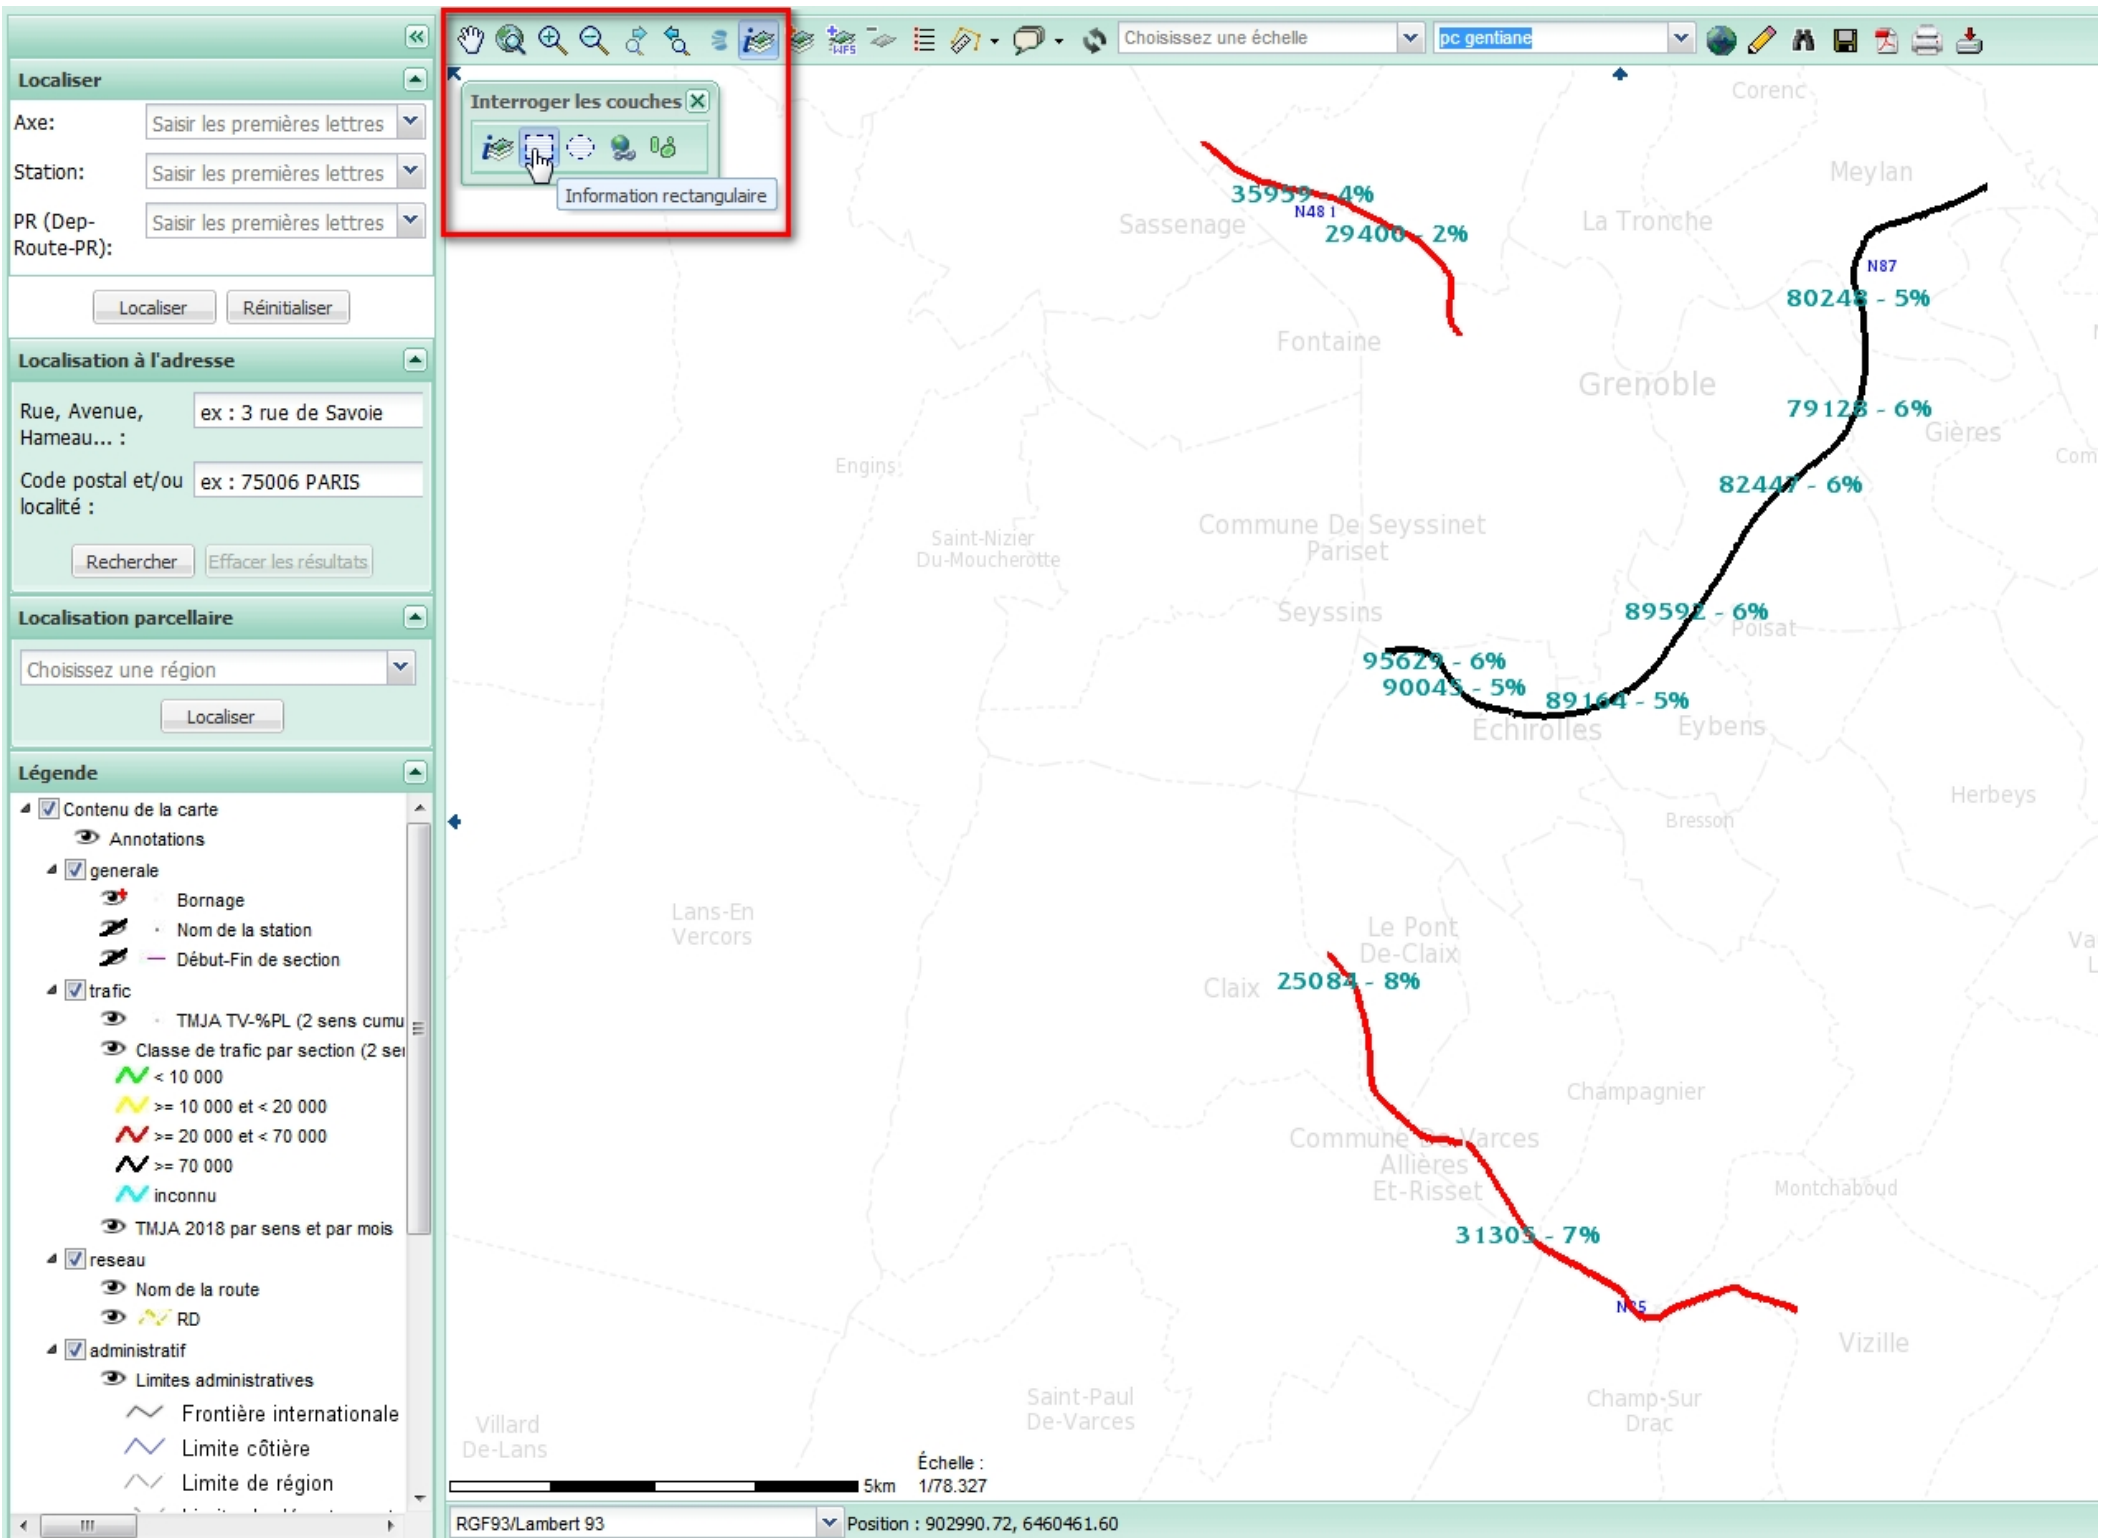 Choisissez une échelle
pc gentiane
WFS
Localiser
Axe:
Saisir les premières lettres
Station:
Saisir les premières lettres
PR (Dep-
Route-PR):
Saisir les premières lettres
Localiser
Réinitialiser
Localisation à l'adresse
Rue, Avenue,
Hameau... :
ex : 3 rue de Savoie
Code postal et/ou
localité :
ex : 75006 PARIS
Rechercher
Effacer les résultats
Localisation parcellaire
Choisissez une région
Localiser
Légende
Contenu de la carte
Annotations
generale
Bornage
Nom de la station
Début-Fin de section
trafic
TMJA TV-%PL (2 sens cumu
Classe de trafic par section (2 se
< 10 000
>= 10 000 et < 20 000
>= 20 000 et < 70 000
>= 70 000
inconnu
TMJA 2018 par sens et par mois
reseau
Nom de la route
RD
administratif
Limites administratives
Frontière internationale
Limite côtière
Limite de région
Interroger les couches
Information rectangulaire
Corenc
Meylan
35959 - 4%
N481
Sassenage
La Tronche
29400 - 2%
N87
80248 - 5%
Fontaine
Grenoble
79128 - 6%
Gières
Engins
Com
82447 - 6%
Commune De Seyssinet
Pariset
Saint-Nizier
Du-Moucherotte
Seyssins
89592 - 6%
Poisat
95629 - 6%
90045 - 5%
89164 - 5%
Échirolles
Eybens
Herbeys
Bresson
Lans-En
Vercors
Le Pont
De-Claix
Va
L
Claix
25084 - 8%
Champagnier
Commune De Varces
Allières
Et-Risset
Montchaboud
31305 - 7%
N85
Vizille
Saint-Paul
De-Varces
Champ-Sur
Drac
Villard
De-Lans
5km
Échelle :
1/78.327
RGF93/Lambert 93
Position : 902990.72, 6460461.60